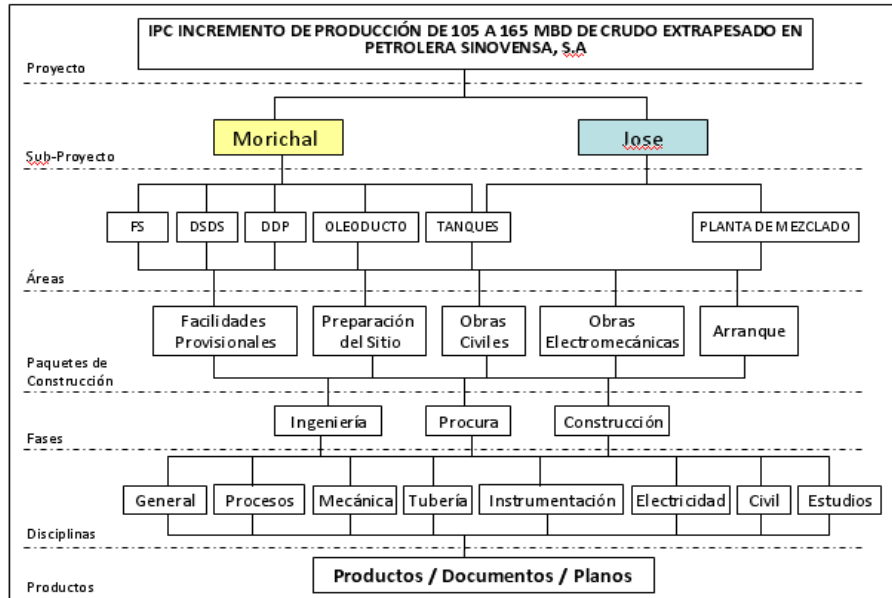 IPC INCREMENTO DE PRODUCCIÓN DE 105 A 165 MBD DE CRUDO EXTRAPESADO EN
PETROLERA SINOVENSA, S.A
Proyecto
Morichal
Jose
Sub-Proyecto
FS
DSDS
DDP
OLEODUCTO
TANQUES
PLANTA DE MEZCLADO
Áreas
Facilidades
Provisionales
Preparación
del Sitio
Obras
Civiles
Obras
Electromecánicas
Arranque
Paquetes de
Construcción
Ingeniería
Procura
Construcción
Fases
General
Procesos
Mecánica
Tubería
Instrumentación
Electricidad
Civil
Estudios
Disciplinas
Productos / Documentos / Planos
Productos